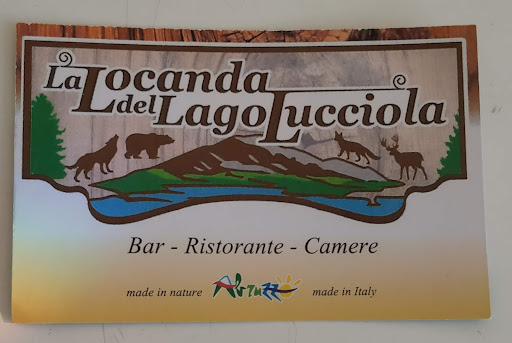 La Locanda
del Lago Lucciola
Bar - Ristorante - Camere
made in nature Abruzzo made in Italy